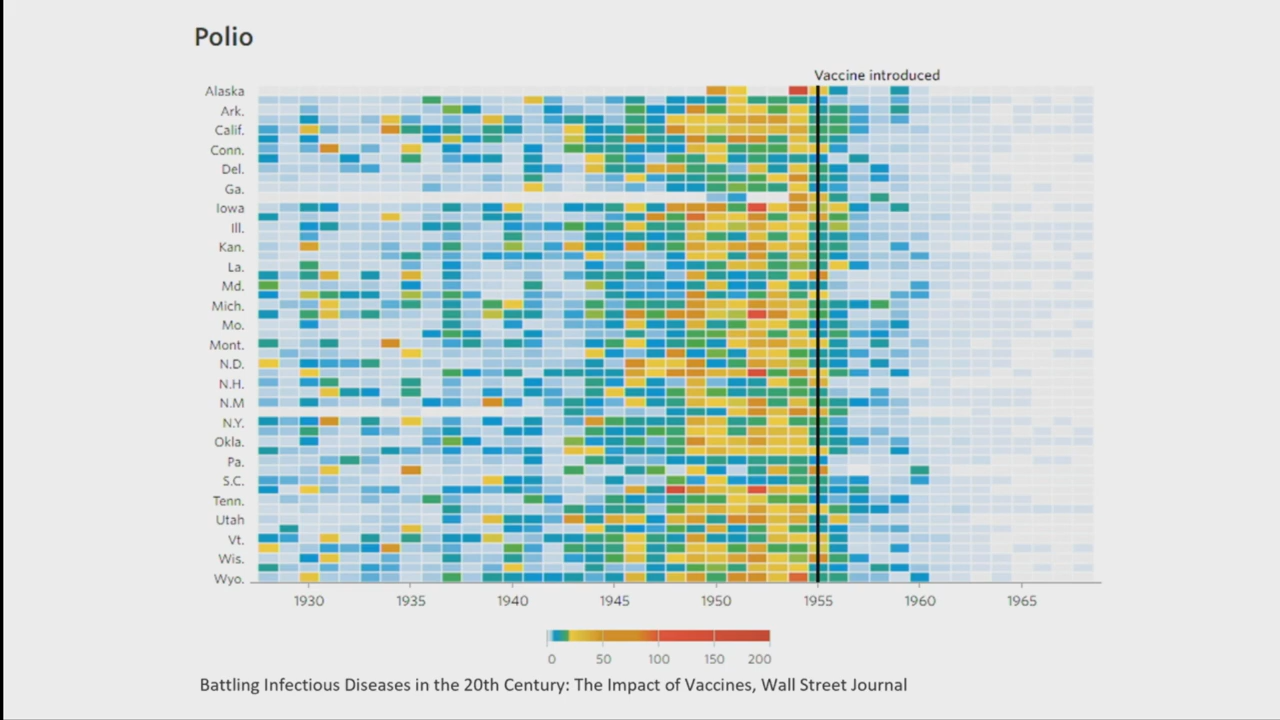 Polio
Vaccine introduced
Alaska
Ark.
Calif.
Conn.
Del.
Ga.
Iowa
Ill.
Kan.
La.
Md.
Mich.
Mo.
Mont.
N.D.
N.H.
N.M
N.Y.
Okla.
Pa.
S.C.
Tenn.
Utah
Vt.
Wis.
Wyo.
1930 1935 1940 1945 1950 1955 1960 1965
0 50 100 150 200
Battling Infectious Diseases in the 20th Century: The Impact of Vaccines, Wall Street Journal